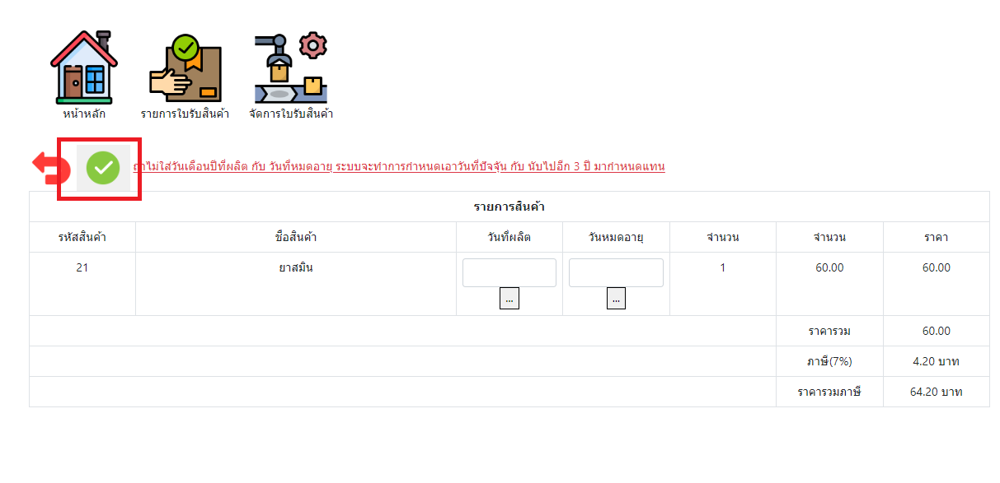 หน้าหลัก รายการใบรับสินค้า จัดการใบรับสินค้า
ถ้าไม่ใส่วันเดือนปีที่ผลิต กับ วันที่หมดอายุ ระบบจะทำการกำหนดเอาวันที่ปัจจุ้น กับ นับไปอีก 3 ปี มากำหนดแทน
รายการสินค้า
รหัสสินค้า ชื่อสินค้า วันที่ผลิต วันหมดอายุ จำนวน จำนวน ราคา
21 ยาสมิน 1 60.00 60.00
... ...
ราคารวม 60.00
ภาษี(7%) 4.20 บาท
ราคารวมภาษี 64.20 บาท